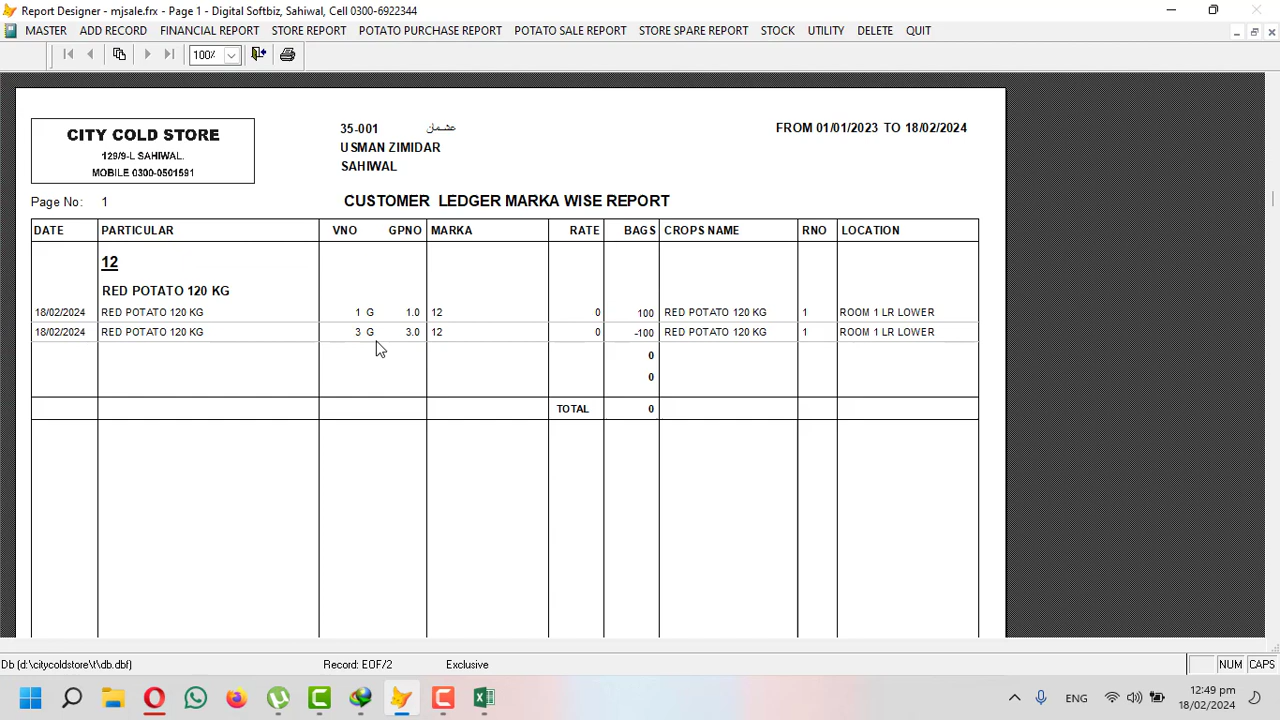 Report Designer - mjsale.frx - Page 1 - Digital Softbiz, Sahiwal, Cell 0300-6922344
MASTER ADD RECORD FINANCIAL REPORT STORE REPORT POTATO PURCHASE REPORT POTATO SALE REPORT STORE SPARE REPORT STOCK UTILITY DELETE QUIT
100%
CITY COLD STORE
129/9-L SAHIWAL.
MOBILE 0300-0501591
35-001 عثمان
USMAN ZIMIDAR
SAHIWAL
FROM 01/01/2023 TO 18/02/2024
Page No: 1
CUSTOMER LEDGER MARKA WISE REPORT
DATE PARTICULAR VNO GPNO MARKA RATE BAGS CROPS NAME RNO LOCATION
12
RED POTATO 120 KG
18/02/2024 RED POTATO 120 KG 1 G 1.0 12 0 100 RED POTATO 120 KG 1 ROOM 1 LR LOWER
18/02/2024 RED POTATO 120 KG 3 G 3.0 12 0 -100 RED POTATO 120 KG 1 ROOM 1 LR LOWER
0
0
TOTAL 0
Db (d:\citycoldstore\t\db.dbf) Record: EOF/2 Exclusive NUM CAPS
ENG
12:49 pm
18/02/2024